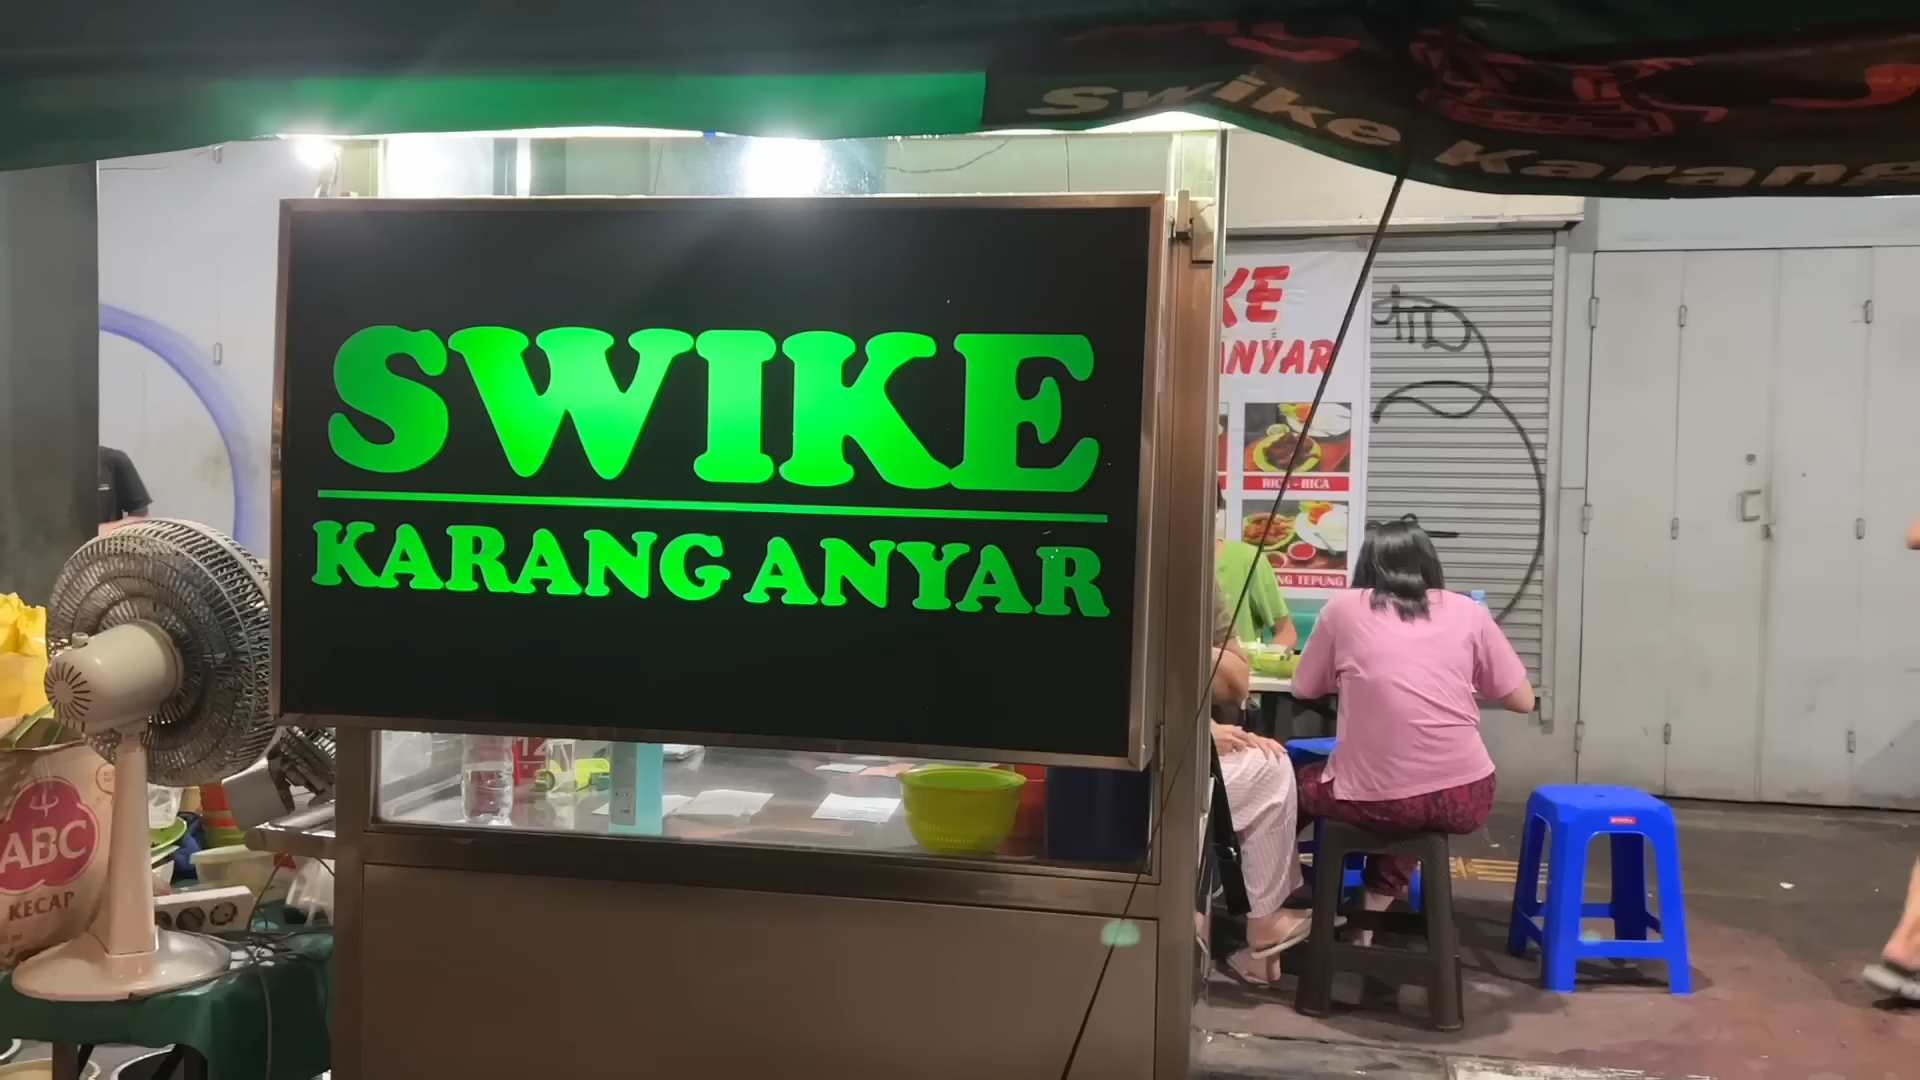 Swike Karang
SWIKE
KARANG ANYAR
KE
ANYAR
RICA - RICA
NG TEPUNG
ABC
KECAP